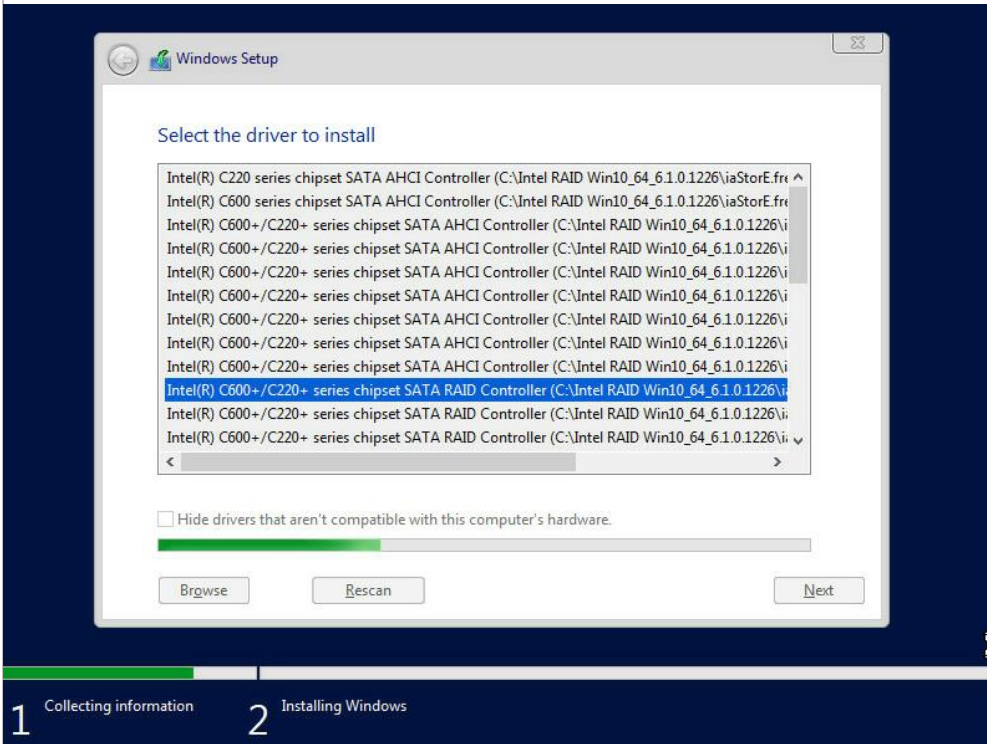 Windows Setup
Select the driver to install
Intel(R) C220 series chipset SATA AHCI Controller (C:\Intel RAID Win10_64_6.1.0.1226\iaStorE.fre
Intel(R) C600 series chipset SATA AHCI Controller (C:\Intel RAID Win10_64_6.1.0.1226\iaStorE.fre
Intel(R) C600+/C220+ series chipset SATA AHCI Controller (C:\Intel RAID Win10_64_6.1.0.1226\i
Intel(R) C600+/C220+ series chipset SATA AHCI Controller (C:\Intel RAID Win10_64_6.1.0.1226\i
Intel(R) C600+/C220+ series chipset SATA AHCI Controller (C:\Intel RAID Win10_64_6.1.0.1226\i
Intel(R) C600+/C220+ series chipset SATA AHCI Controller (C:\Intel RAID Win10_64_6.1.0.1226\i
Intel(R) C600+/C220+ series chipset SATA AHCI Controller (C:\Intel RAID Win10_64_6.1.0.1226\i
Intel(R) C600+/C220+ series chipset SATA AHCI Controller (C:\Intel RAID Win10_64_6.1.0.1226\i
Intel(R) C600+/C220+ series chipset SATA AHCI Controller (C:\Intel RAID Win10_64_6.1.0.1226\i
Intel(R) C600+/C220+ series chipset SATA RAID Controller (C:\Intel RAID Win10_64_6.1.0.1226\ia
Intel(R) C600+/C220+ series chipset SATA RAID Controller (C:\Intel RAID Win10_64_6.1.0.1226\ia
Intel(R) C600+/C220+ series chipset SATA RAID Controller (C:\Intel RAID Win10_64_6.1.0.1226\ia
Hide drivers that aren't compatible with this computer's hardware.
Browse Rescan Next
1 Collecting information 2 Installing Windows